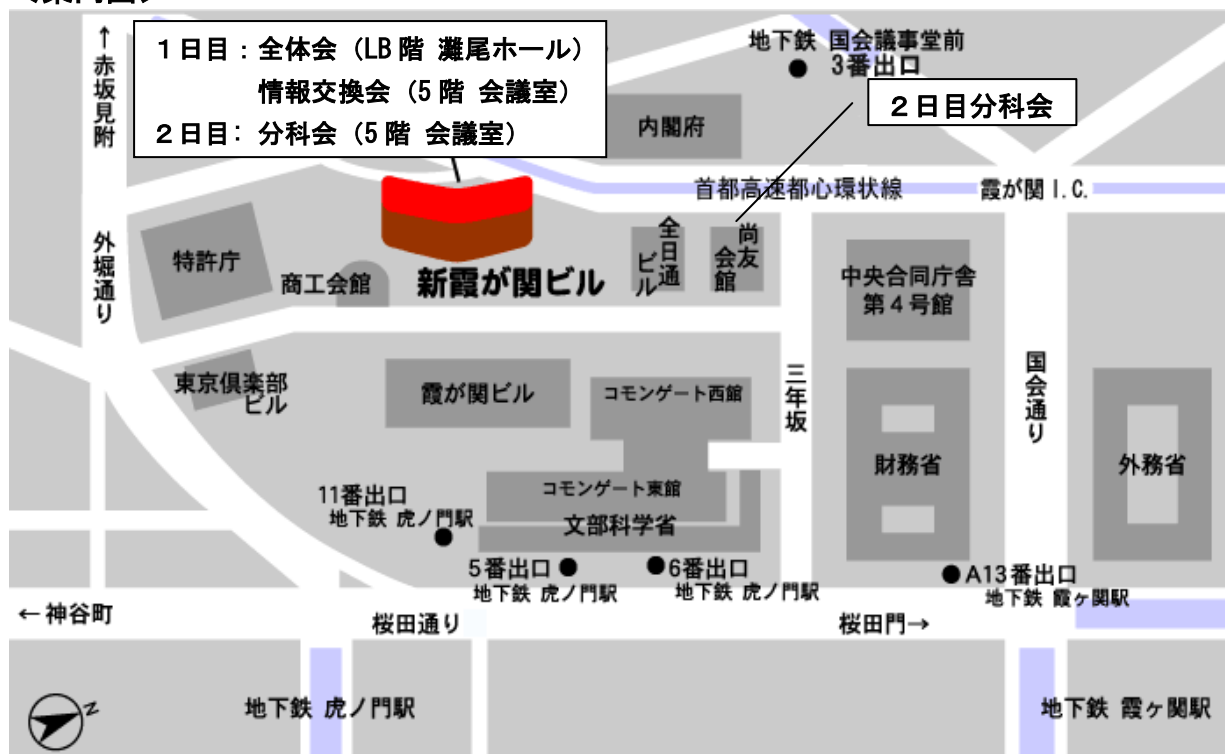 1日目：全体会（LB階 灘尾ホール）
情報交換会（5階 会議室）
2日目：分科会（5階 会議室）
2日目分科会
↑赤坂見附
地下鉄 国会議事堂前
3番出口
内閣府
首都高速都心環状線
霞が関 I.C.
外堀通り
特許庁
商工会館
新霞が関ビル
全日通
ビル
尚友
会館
中央合同庁舎
第4号館
東京倶楽部
ビル
霞が関ビル
コモンゲート西館
三年坂
国会通り
財務省
外務省
コモンゲート東館
文部科学省
11番出口
地下鉄 虎ノ門駅
5番出口
地下鉄 虎ノ門駅
6番出口
地下鉄 虎ノ門駅
A13番出口
地下鉄 霞ヶ関駅
←神谷町
桜田通り
桜田門→
地下鉄 虎ノ門駅
地下鉄 霞ヶ関駅
N